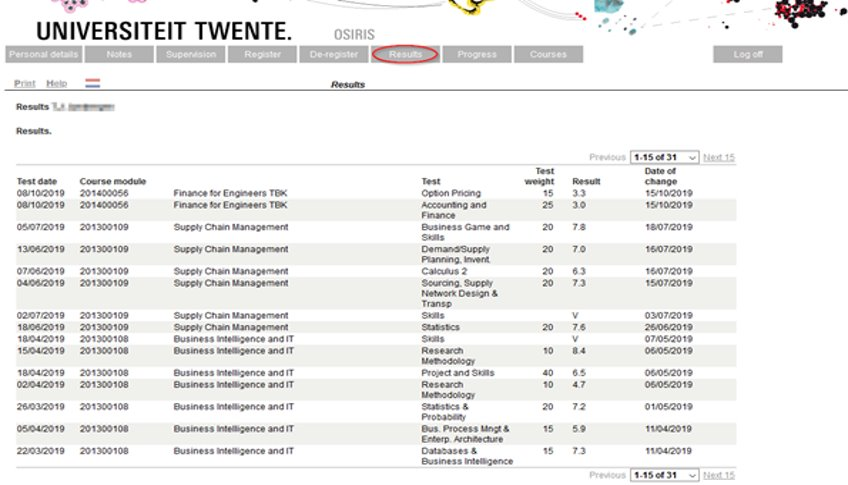 UNIVERSITEIT TWENTE. OSIRIS
Personal details Notes Supervision Register De-register Results Progress Courses Log off
Print Help Results
Results
Results.
Previous 1-15 of 31 Next 15
Test date Course module Test Test weight Result Date of change
08/10/2019 201400056 Finance for Engineers TBK Option Pricing 15 3.3 15/10/2019
08/10/2019 201400056 Finance for Engineers TBK Accounting and 25 3.0 15/10/2019
Finance
05/07/2019 201300109 Supply Chain Management Business Game and 20 7.8 18/07/2019
Skills
13/06/2019 201300109 Supply Chain Management Demand/Supply 20 7.0 16/07/2019
Planning, Invent.
07/06/2019 201300109 Supply Chain Management Calculus 2 20 6.3 16/07/2019
04/06/2019 201300109 Supply Chain Management Sourcing, Supply 20 7.3 15/07/2019
Network Design &
Transp
02/07/2019 201300109 Supply Chain Management Skills V 03/07/2019
18/06/2019 201300109 Supply Chain Management Statistics 20 7.6 26/06/2019
18/04/2019 201300108 Business Intelligence and IT Skills V 07/05/2019
15/04/2019 201300108 Business Intelligence and IT Research 10 8.4 06/05/2019
Methodology
18/04/2019 201300108 Business Intelligence and IT Project and Skills 40 6.5 06/05/2019
02/04/2019 201300108 Business Intelligence and IT Research 10 4.7 06/05/2019
Methodology
26/03/2019 201300108 Business Intelligence and IT Statistics & 20 7.2 01/05/2019
Probability
05/04/2019 201300108 Business Intelligence and IT Bus. Process Mngt & 15 5.9 11/04/2019
Enterp. Architecture
22/03/2019 201300108 Business Intelligence and IT Databases & 15 7.3 11/04/2019
Business Intelligence
Previous 1-15 of 31 Next 15